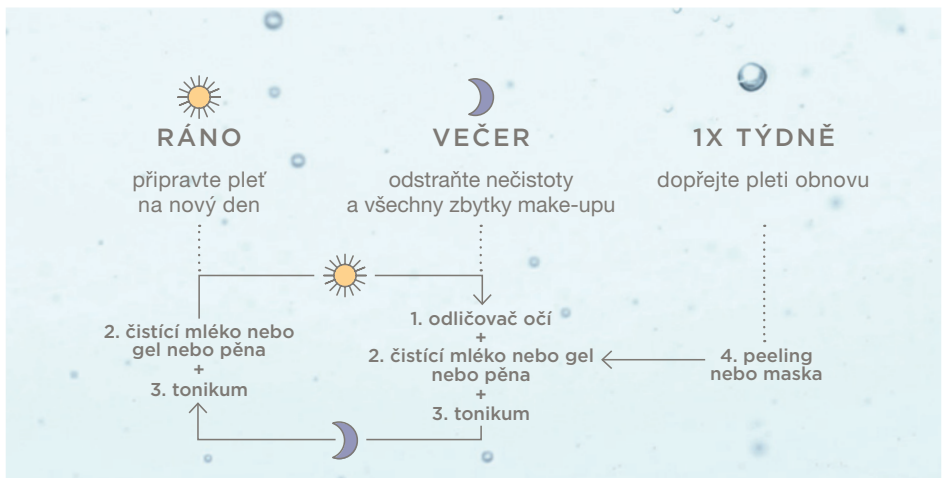 RÁNO
připravte pleť
na nový den
VEČER
odstraňte nečistoty
a všechny zbytky make-upu
1X TÝDNĚ
dopřejte pleti obnovu
2. čistící mléko nebo
gel nebo pěna
+
3. tonikum
1. odličovač očí
+
2. čistící mléko nebo gel
nebo pěna
+
3. tonikum
4. peeling
nebo maska